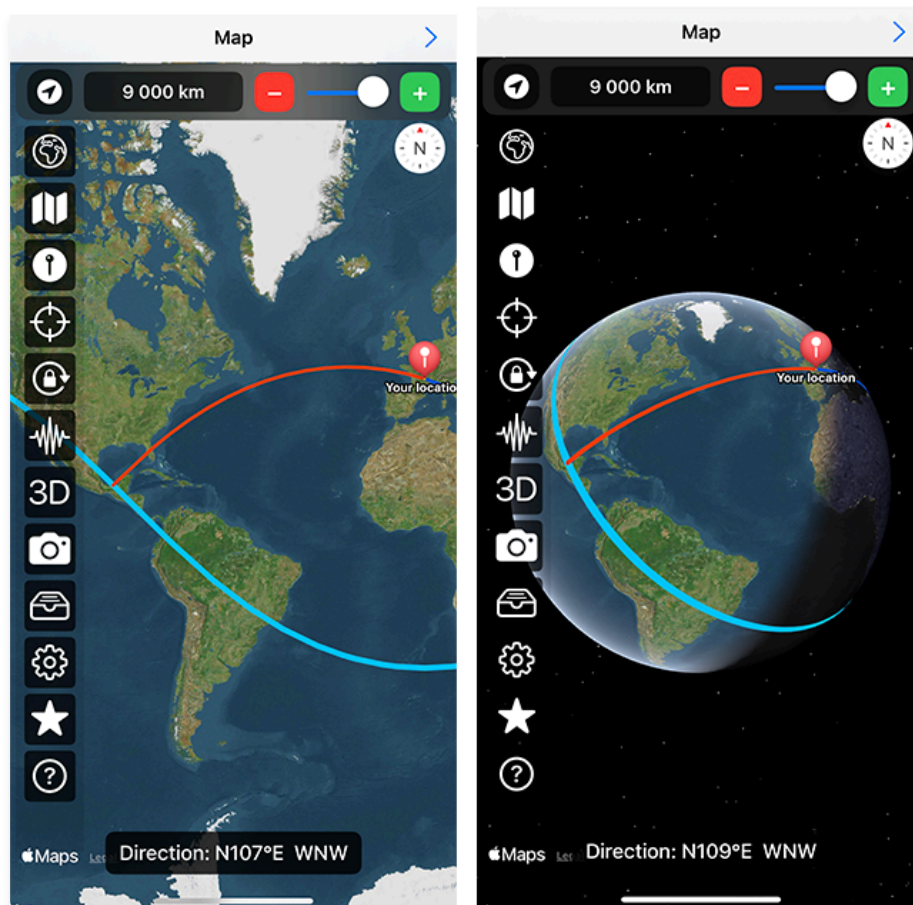 Map
9 000 km
N
Your locatio
3D
Maps
Direction: N107°E WNW
Map
9 000 km
N
Your location
3D
Maps
Direction: N109°E WNW